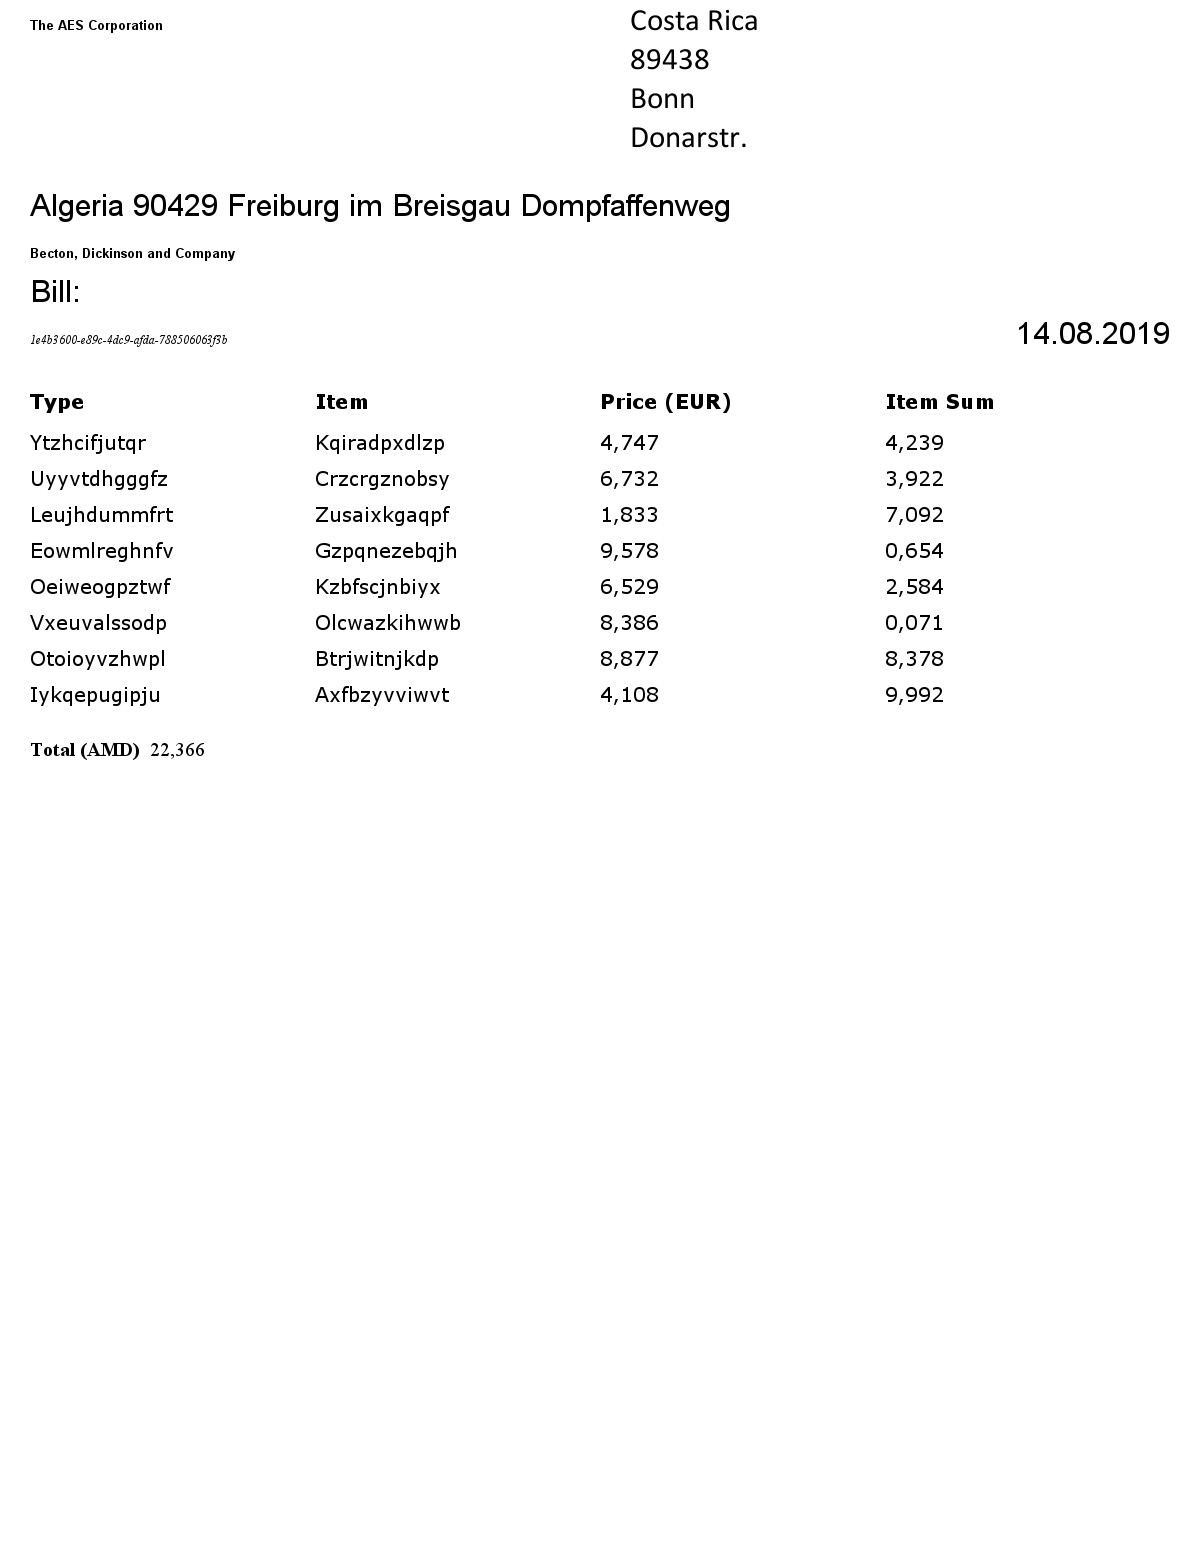 The AES Corporation
Costa Rica
89438
Bonn
Donarstr.
Algeria 90429 Freiburg im Breisgau Dompfaffenweg
Becton, Dickinson and Company
Bill:
1e4b3600-e89c-4dc9-afda-788506063f3b
14.08.2019
Type Item Price (EUR) Item Sum
Ytzhcifjutqr Kqiradpxdlzp 4,747 4,239
Uyyvtdhgggfz Crzcrgznobsy 6,732 3,922
Leujhdummfrt Zusaixkgaqpf 1,833 7,092
Eowmlreghnfv Gzpqnezebqjh 9,578 0,654
Oeiweogpztwf Kzbfscjnbiyx 6,529 2,584
Vxeuvalssodp Olcwazkihwwb 8,386 0,071
Otoioyvzhwpl Btrjwitnjkdp 8,877 8,378
Iykqepugipju Axfbzyvviwvt 4,108 9,992
Total (AMD) 22,366